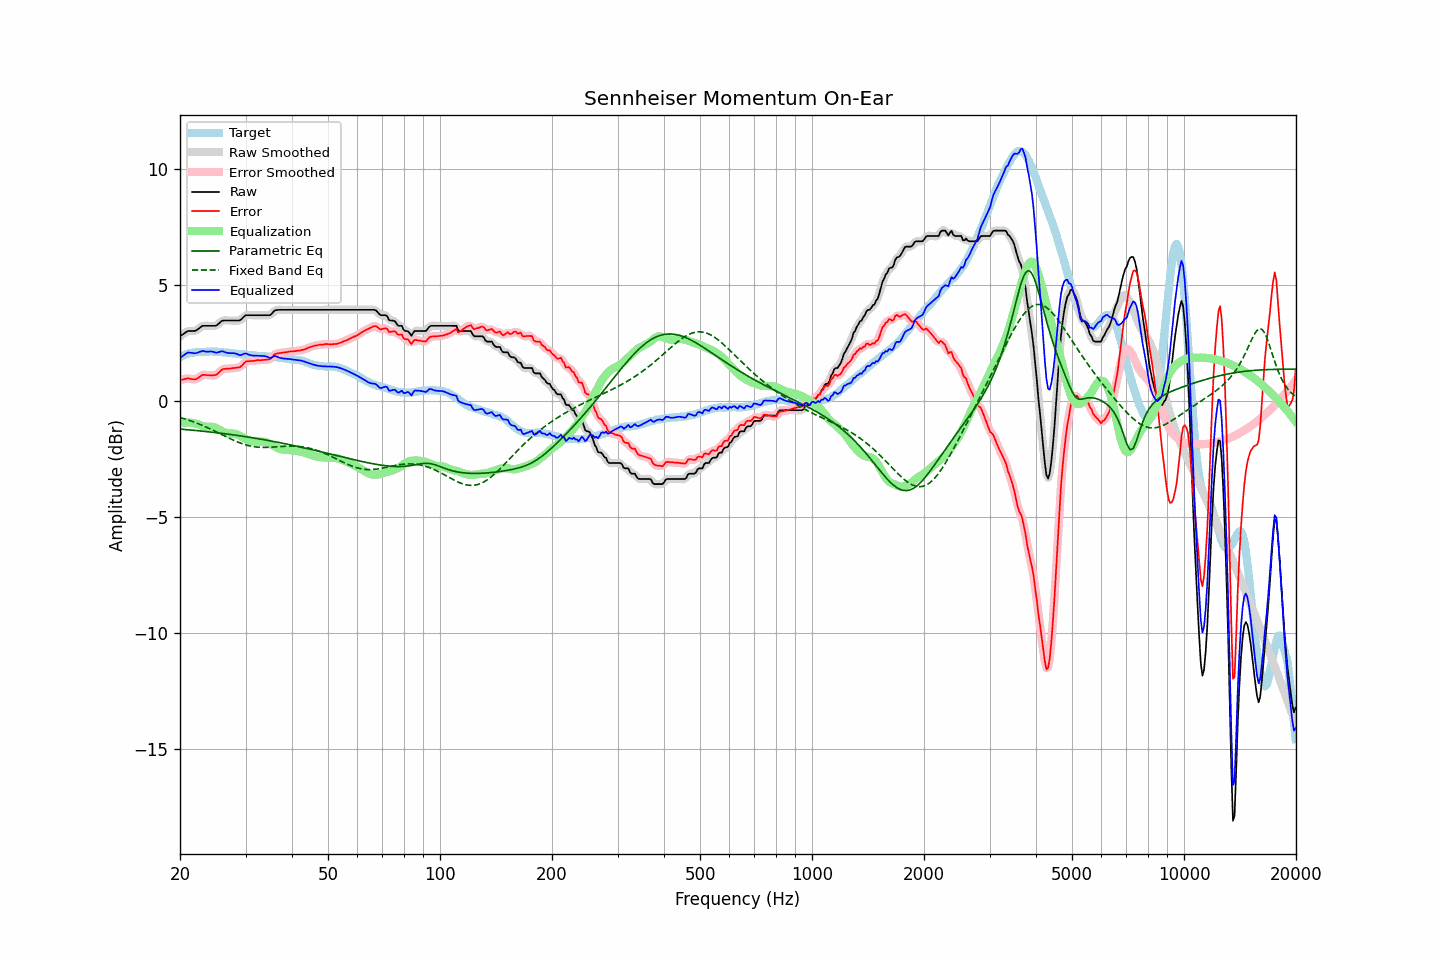 Sennheiser Momentum On-Ear
Target
Raw Smoothed
Error Smoothed
Raw
Error
Equalization
Parametric Eq
Fixed Band Eq
Equalized
10
5
0
−5
−10
−15
Amplitude (dBr)
20 50 100 200 500 1000 2000 5000 10000 20000
Frequency (Hz)